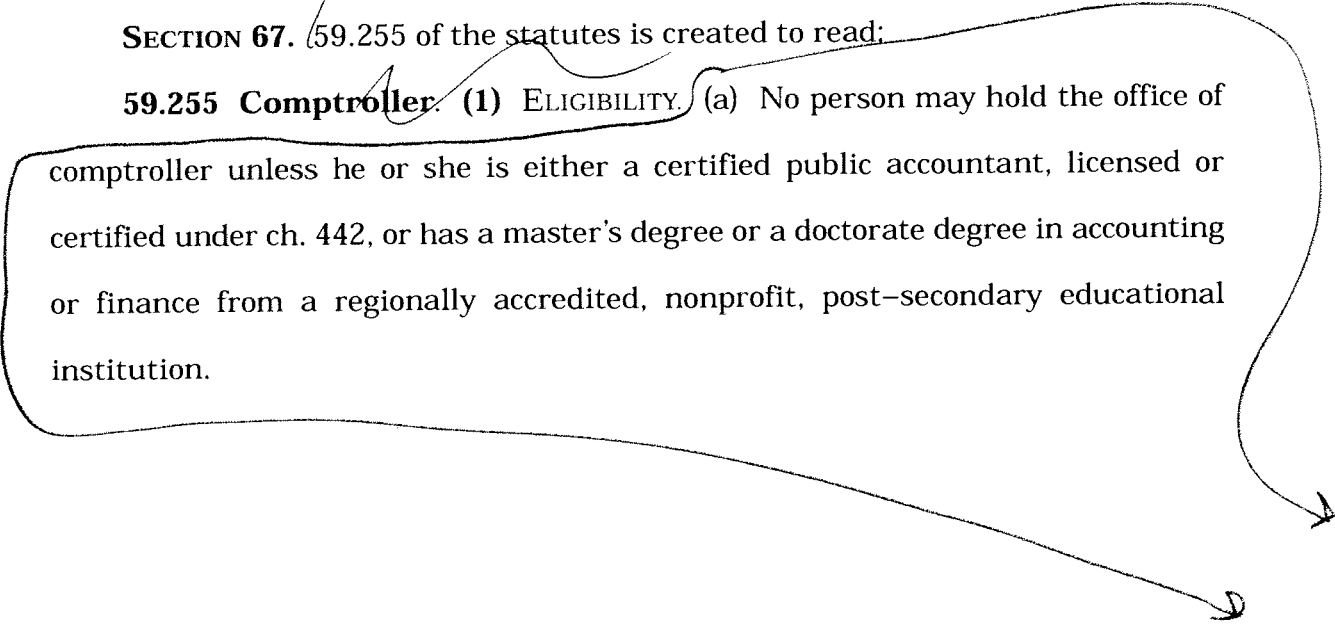 SECTION 67. 59.255 of the statutes is created to read:
59.255 Comptroller. (1) ELIGIBILITY. (a) No person may hold the office of
comptroller unless he or she is either a certified public accountant, licensed or
certified under ch. 442, or has a master's degree or a doctorate degree in accounting
or finance from a regionally accredited, nonprofit, post–secondary educational
institution.